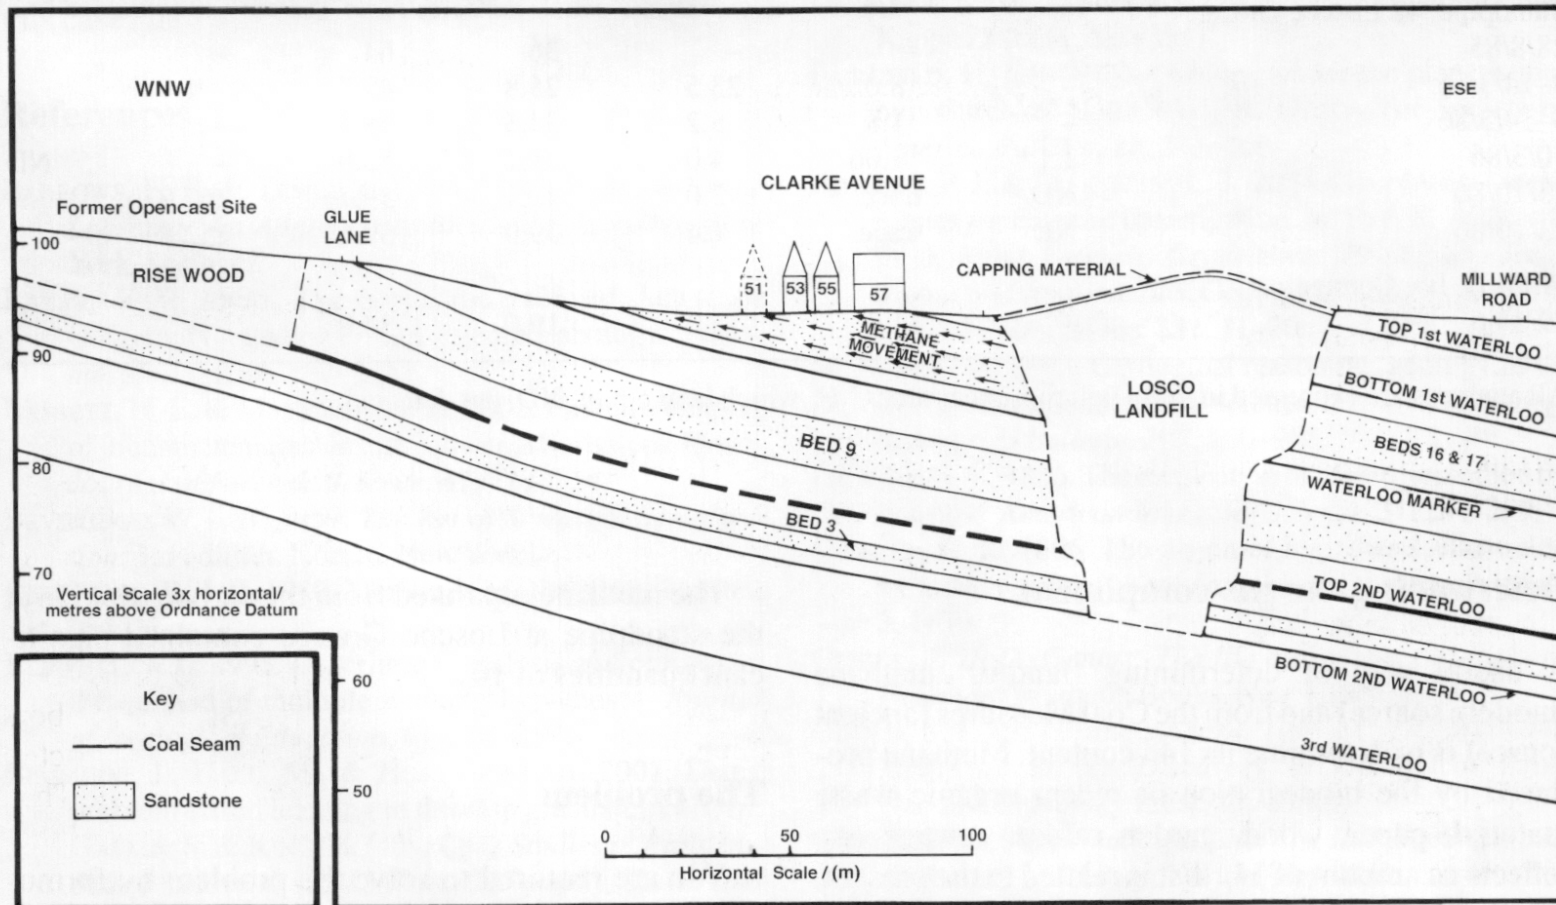 WNW
ESE
CLARKE AVENUE
Former Opencast Site
GLUE
LANE
100
RISE WOOD
CAPPING MATERIAL
MILLWARD
ROAD
51
53
55
57
METHANE
MOVEMENT
TOP 1st WATERLOO
90
LOSCO
LANDFILL
BOTTOM 1st WATERLOO
BED 9
BEDS 16 & 17
80
WATERLOO MARKER
BED 3
70
TOP 2ND WATERLOO
Vertical Scale 3x horizontal/
metres above Ordnance Datum
BOTTOM 2ND WATERLOO
60
Key
Coal Seam
3rd WATERLOO
Sandstone
50
0 50 100
Horizontal Scale / (m)